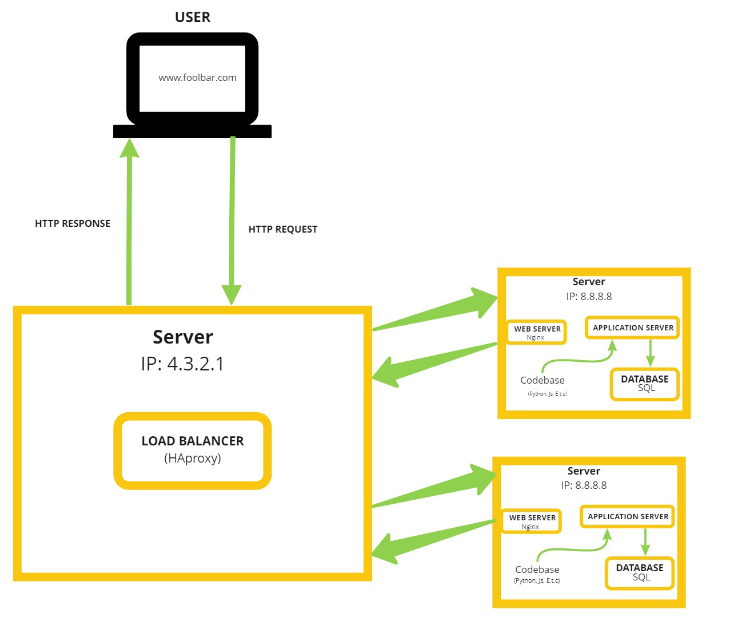 USER
www.foolbar.com
HTTP RESPONSE
HTTP REQUEST
Server
IP: 4.3.2.1
LOAD BALANCER
(HAproxy)
Server
IP: 8.8.8.8
WEB SERVER
Nginx
APPLICATION SERVER
Codebase
(Python, Js, E.t.c)
DATABASE
SQL
Server
IP: 8.8.8.8
WEB SERVER
Nginx
APPLICATION SERVER
Codebase
(Python, Js, E.t.c)
DATABASE
SQL